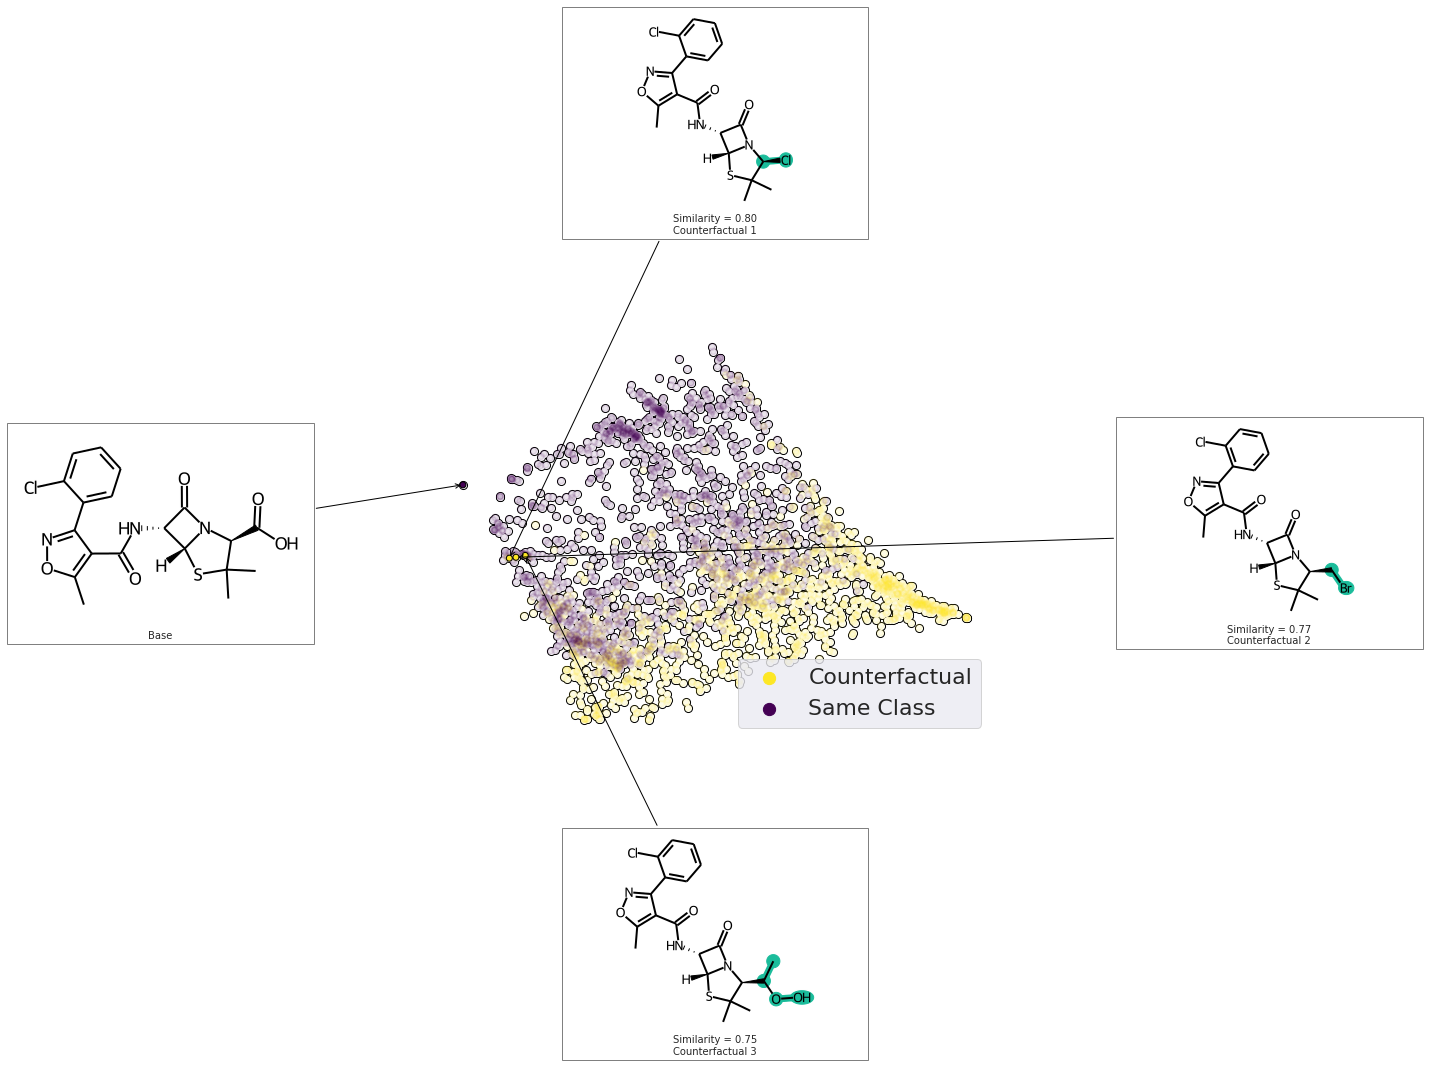 Cl
N
O
O
O
HN
N
H
Cl
S
Similarity = 0.80
Counterfactual 1
Cl
O
O
HN
N
N
OH
O
H
S
O
Base
Cl
N
O
O
O
HN
N
H
S
Br
Similarity = 0.77
Counterfactual 2
Counterfactual
Same Class
Cl
N
O
O
O
HN
N
H
S
O
OH
Similarity = 0.75
Counterfactual 3